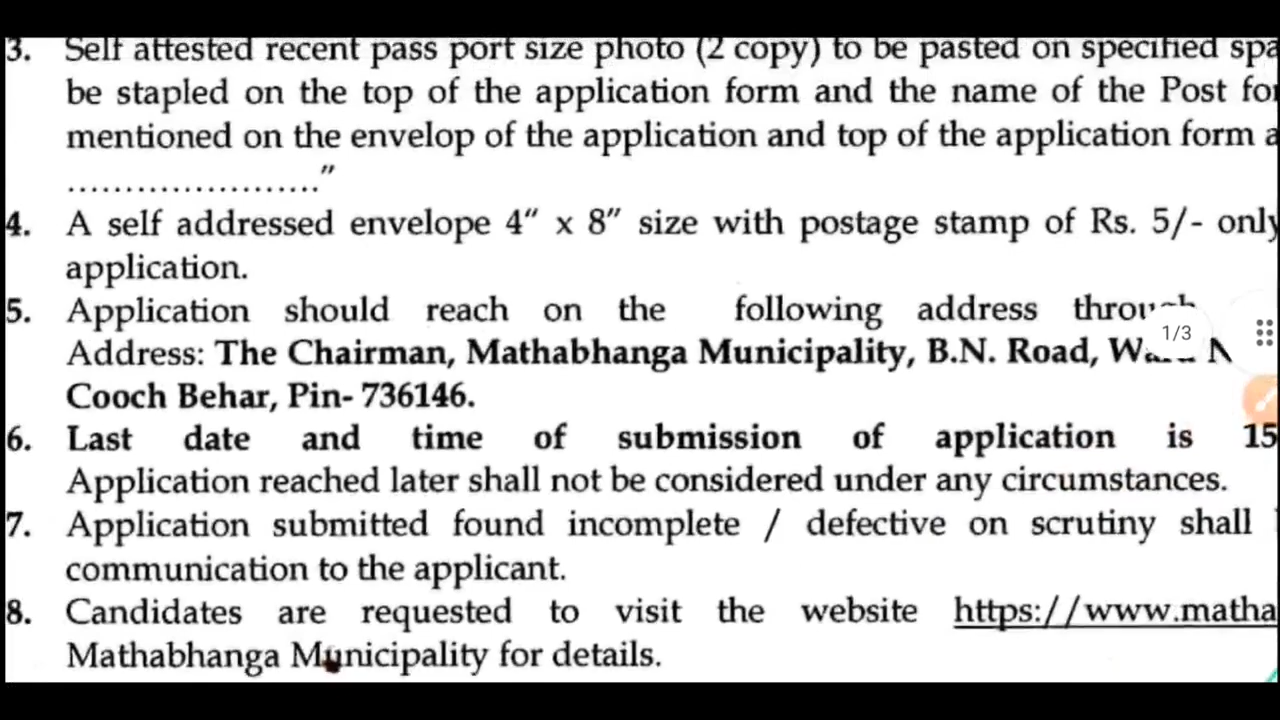 3. Self attested recent pass port size photo (2 copy) to be pasted on specified spa
be stapled on the top of the application form and the name of the Post for
mentioned on the envelop of the application and top of the application form a
......................"
4. A self addressed envelope 4" x 8" size with postage stamp of Rs. 5/- only
application.
5. Application should reach on the following address through
1/3
Address: The Chairman, Mathabhanga Municipality, B.N. Road, Ward N
Cooch Behar, Pin- 736146.
6. Last date and time of submission of application is 15
Application reached later shall not be considered under any circumstances.
7. Application submitted found incomplete / defective on scrutiny shall
communication to the applicant.
8. Candidates are requested to visit the website https://www.matha
Mathabhanga Municipality for details.